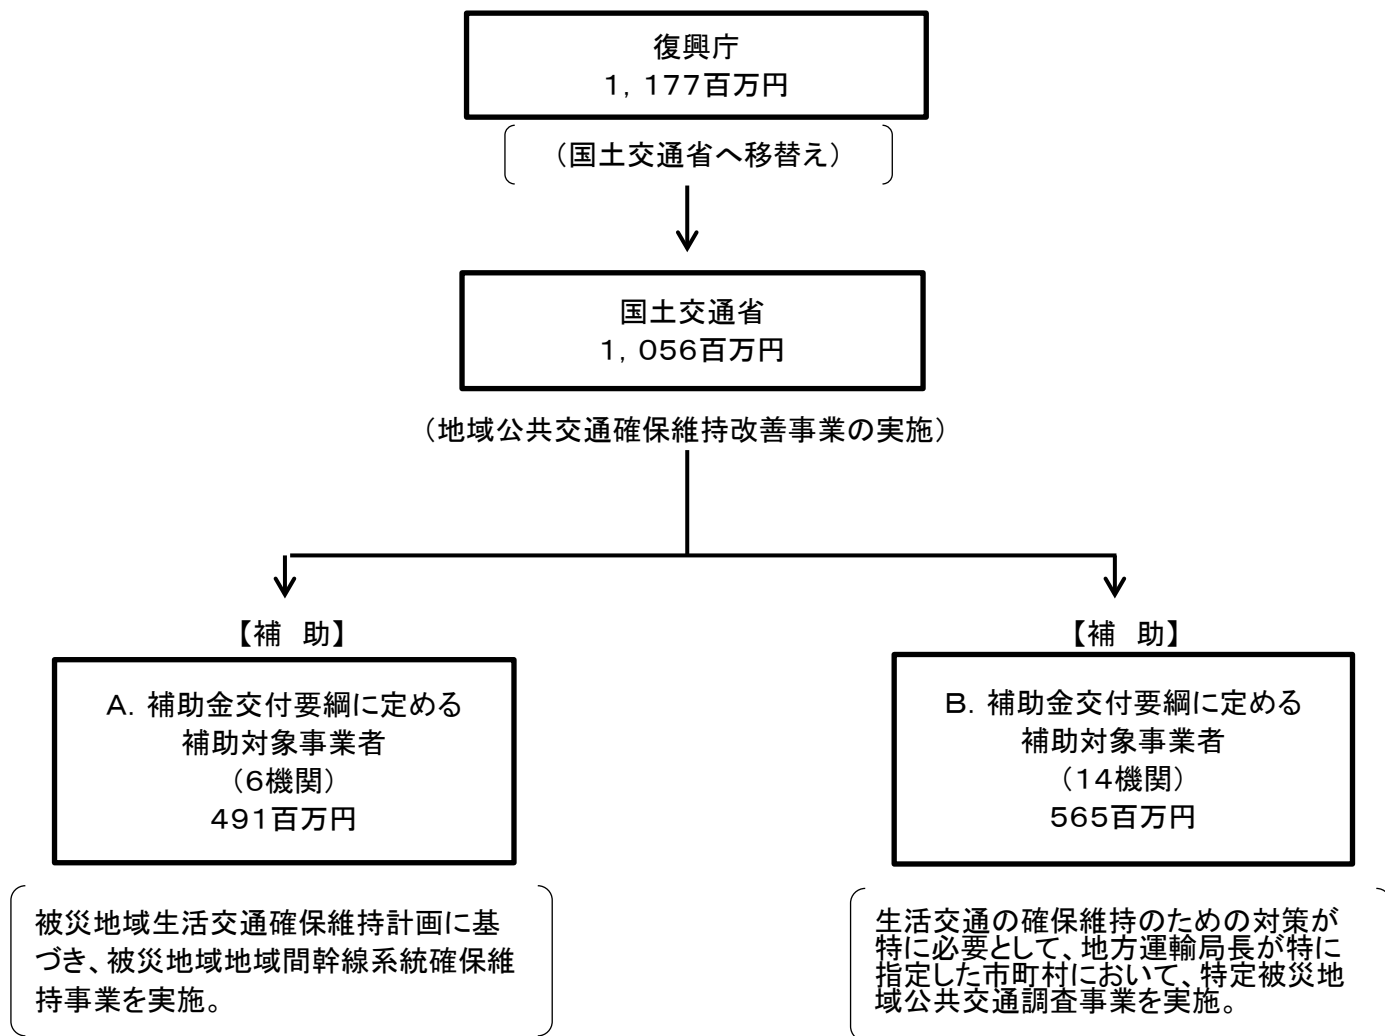 復興庁
1，177百万円
（国土交通省へ移替え）
国土交通省
1，056百万円
（地域公共交通確保維持改善事業の実施）
【補　助】
A．補助金交付要綱に定める
補助対象事業者
（6機関）
491百万円
被災地域生活交通確保維持計画に基
づき、被災地域地域間幹線系統確保維
持事業を実施。
【補　助】
B．補助金交付要綱に定める
補助対象事業者
（14機関）
565百万円
生活交通の確保維持のための対策が
特に必要として、地方運輸局長が特に
指定した市町村において、特定被災地
域公共交通調査事業を実施。